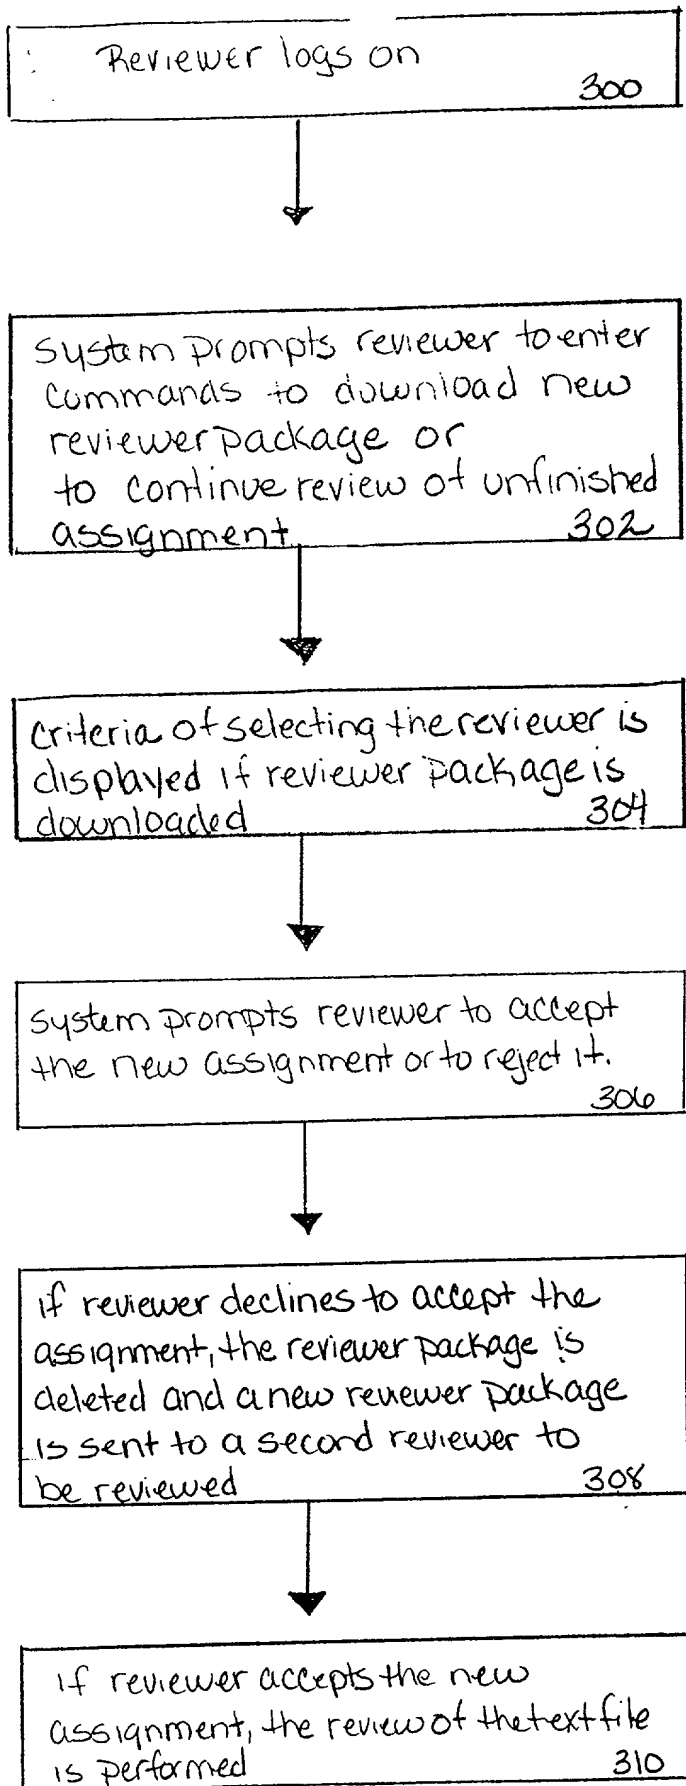 Reviewer logs on
300
System prompts reviewer to enter
commands to download new
reviewer package or
to continue review of unfinished
assignment. 302
Criteria of selecting the reviewer is
displayed if reviewer package is
downloaded 304
System prompts reviewer to accept
the new assignment or to reject it.
306
if reviewer declines to accept the
assignment, the reviewer package is
deleted and a new reviewer package
is sent to a second reviewer to
be reviewed 308
if reviewer accepts the new
assignment, the review of the text file
is performed 310